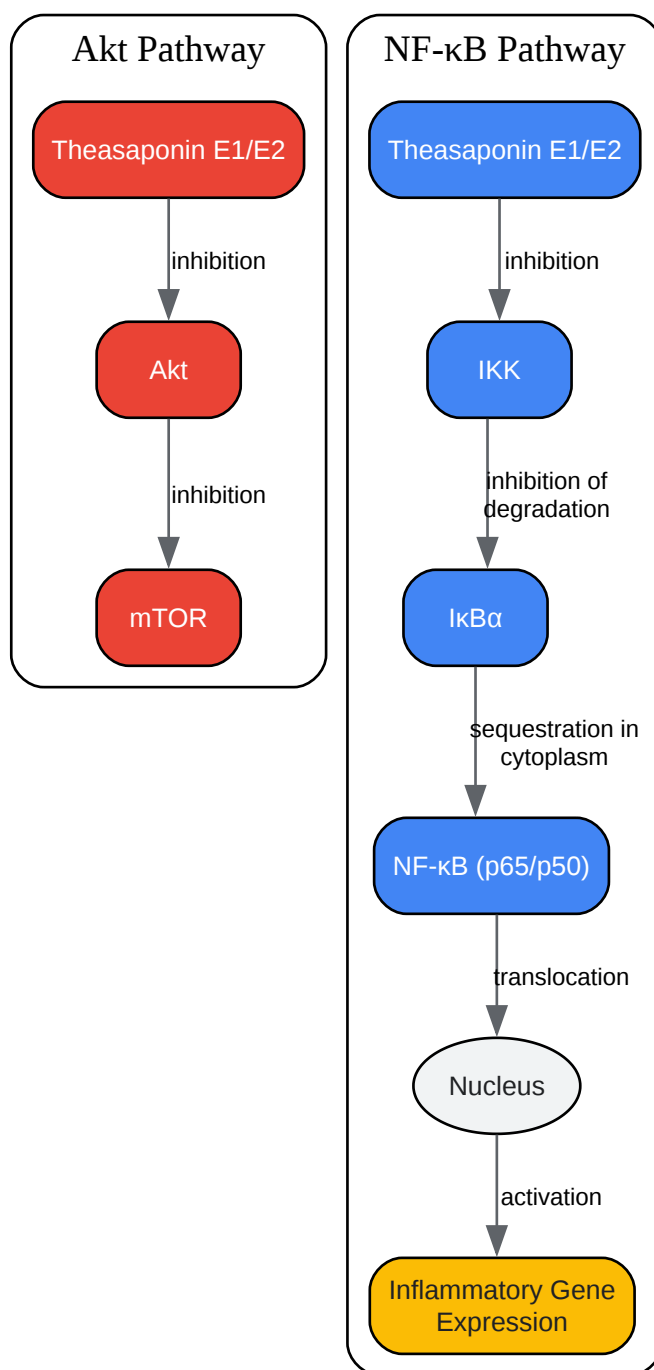 Akt Pathway
Theasaponin E1/E2
inhibition
Akt
inhibition
mTOR
NF-κB Pathway
Theasaponin E1/E2
inhibition
IKK
inhibition of
degradation
IκBα
sequestration in
cytoplasm
NF-κB (p65/p50)
translocation
Nucleus
activation
Inflammatory Gene
Expression